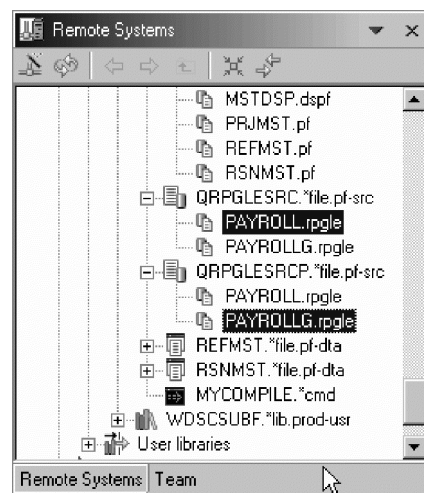 Remote Systems
MSTDSP.dspf
PRJMST.pf
REFMST.pf
RSNMST.pf
QRPGLESRC.*file.pf-src
PAYROLL.rpgle
PAYROLLG.rpgle
QRPGLESRCP.*file.pf-src
PAYROLL.rpgle
PAYROLLG.rpgle
REFMST.*file.pf-dta
RSNMST.*file.pf-dta
MYCOMPILE.*cmd
WDSCSUBF.*lib.prod-usr
User libraries
Remote Systems Team